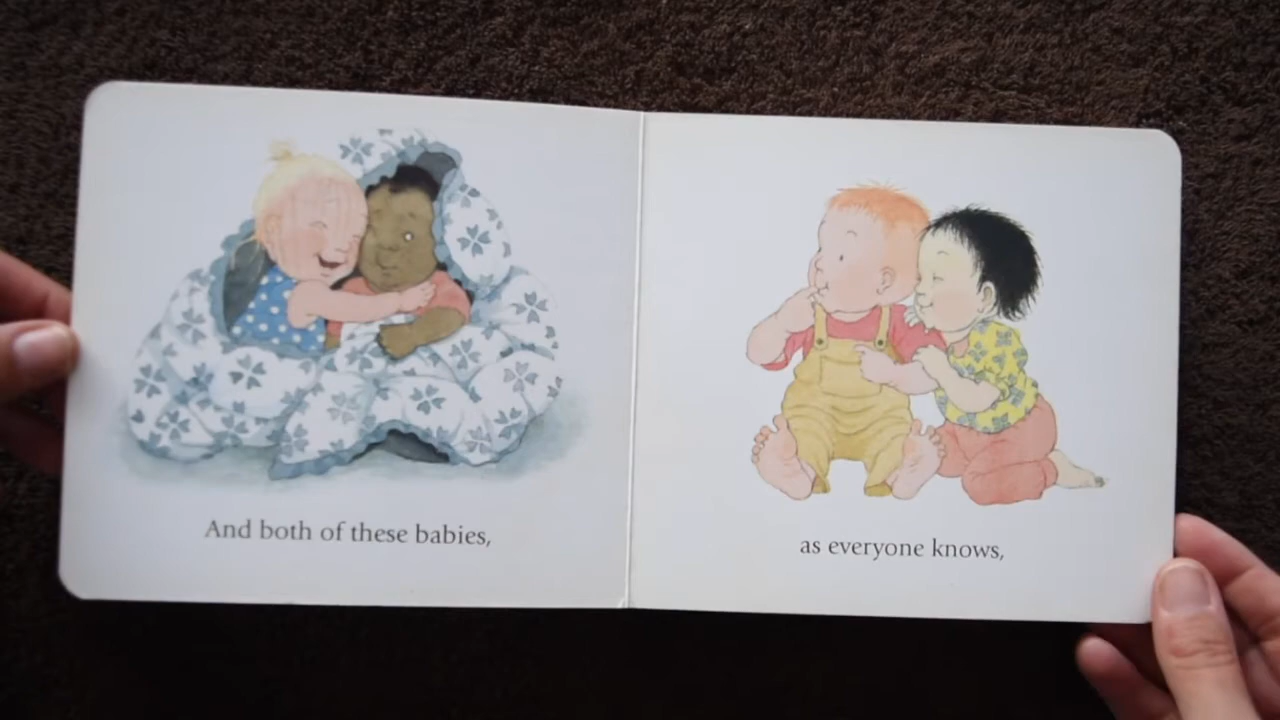 And both of these babies,
as everyone knows,